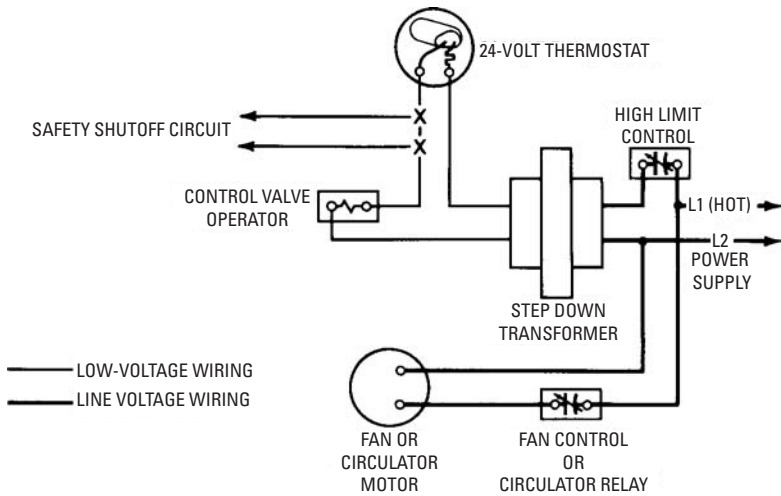 24-VOLT THERMOSTAT
SAFETY SHUTOFF CIRCUIT
HIGH LIMIT
CONTROL
CONTROL VALVE
OPERATOR
L1 (HOT)
L2
POWER
SUPPLY
STEP DOWN
TRANSFORMER
LOW-VOLTAGE WIRING
LINE VOLTAGE WIRING
FAN OR
CIRCULATOR
MOTOR
FAN CONTROL
OR
CIRCULATOR RELAY